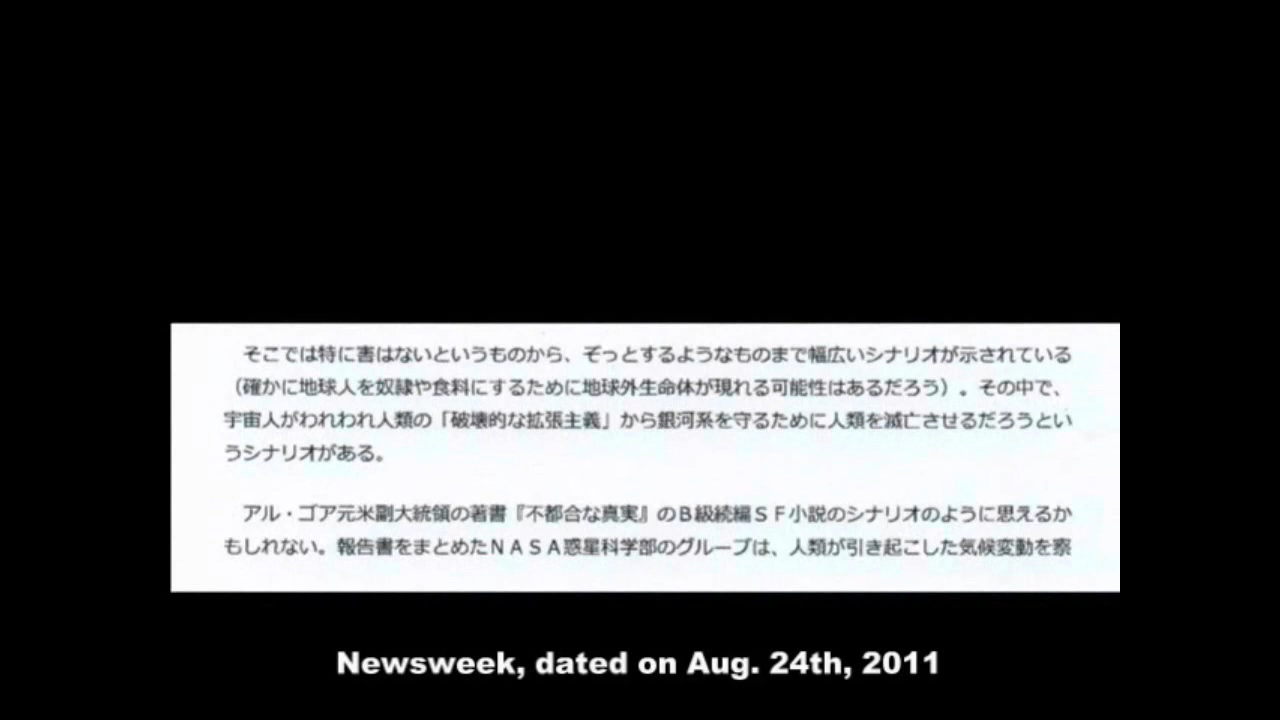 そこでは特に害はないというものから、ぞっとするようなものまで幅広いシナリオが示されている
（確かに地球人を奴隷や食料にするために地球外生命体が現れる可能性はあるだろう）。その中で、
宇宙人がわれわれ人類の「破壊的な拡張主義」から銀河系を守るために人類を滅亡させるだろうとい
うシナリオがある。
アル・ゴア元米副大統領の著書『不都合な真実』のＢ級続編ＳＦ小説のシナリオのように思えるか
もしれない。報告書をまとめたＮＡＳＡ惑星科学部のグループは、人類が引き起こした気候変動を察
Newsweek, dated on Aug. 24th, 2011